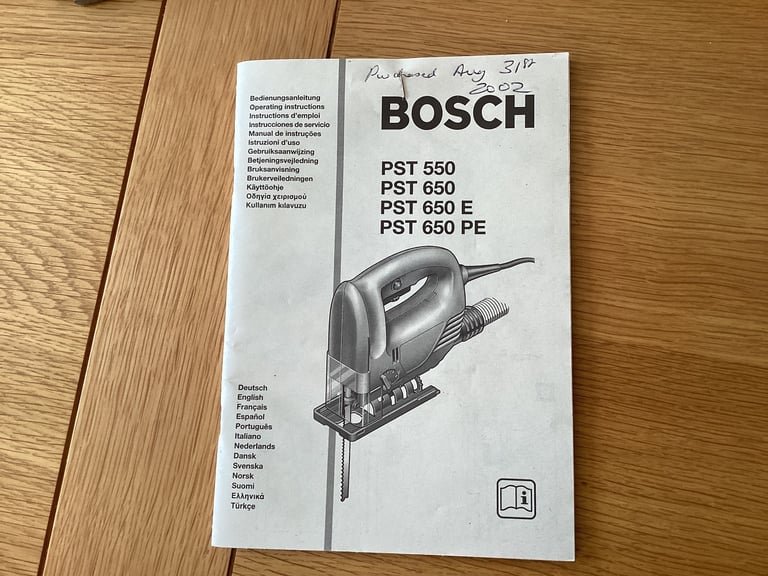 Purchased Aug 31st
2002
BOSCH
PST 550
PST 650
PST 650 E
PST 650 PE
Bedienungsanleitung
Operating instructions
Instructions d'emploi
Instrucciones de servicio
Manual de instruções
Istruzioni d'uso
Gebruiksaanwijzing
Betjeningsvejledning
Bruksanvisning
Brukerveiledningen
Käyttöohje
Οδηγία χειρισμού
Kullanım kılavuzu
Deutsch
English
Français
Español
Português
Italiano
Nederlands
Dansk
Svenska
Norsk
Suomi
Ελληνικά
Türkçe
i